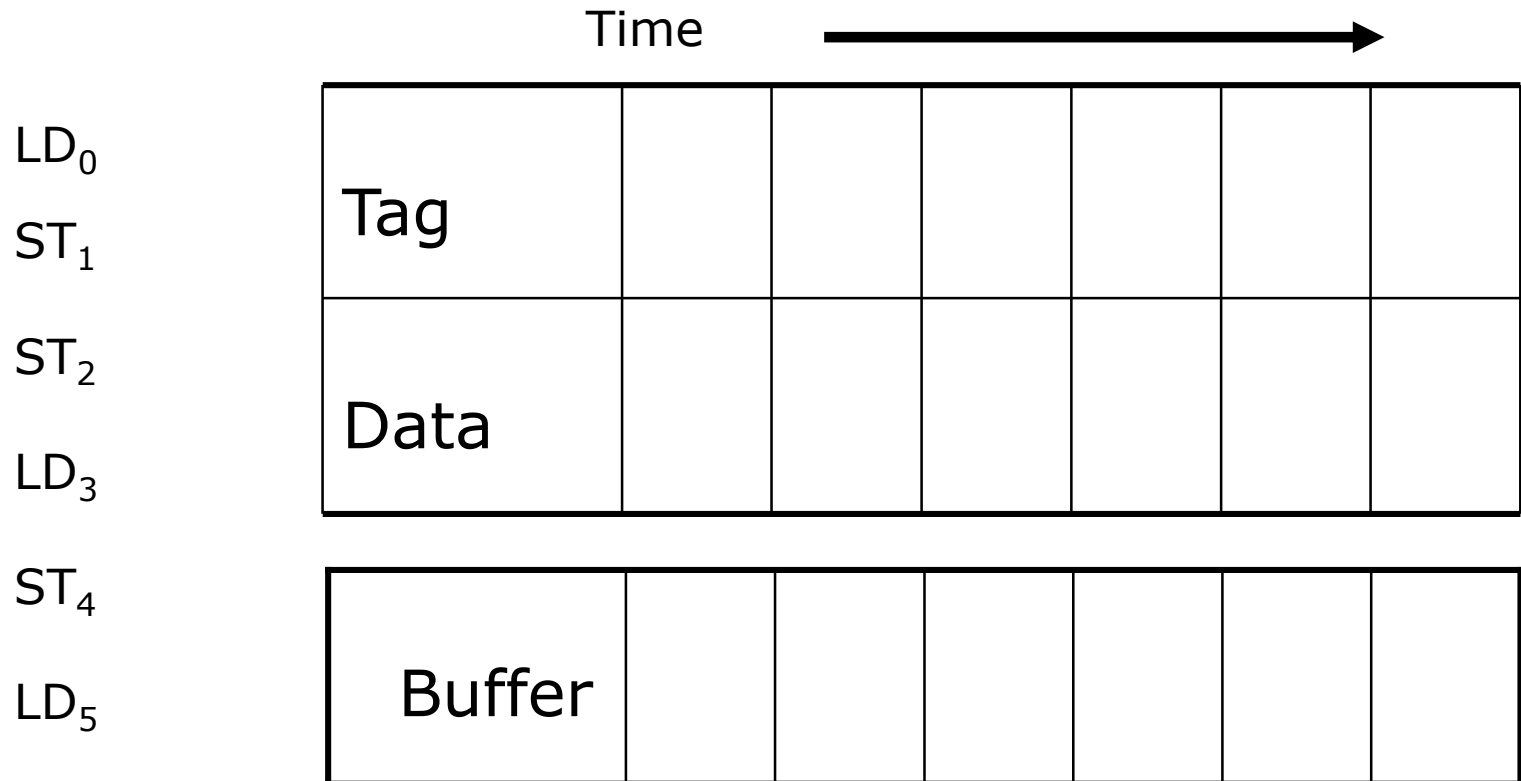 Time
LD₀
ST₁
ST₂
LD₃
ST₄
LD₅
Tag
Data
Buffer